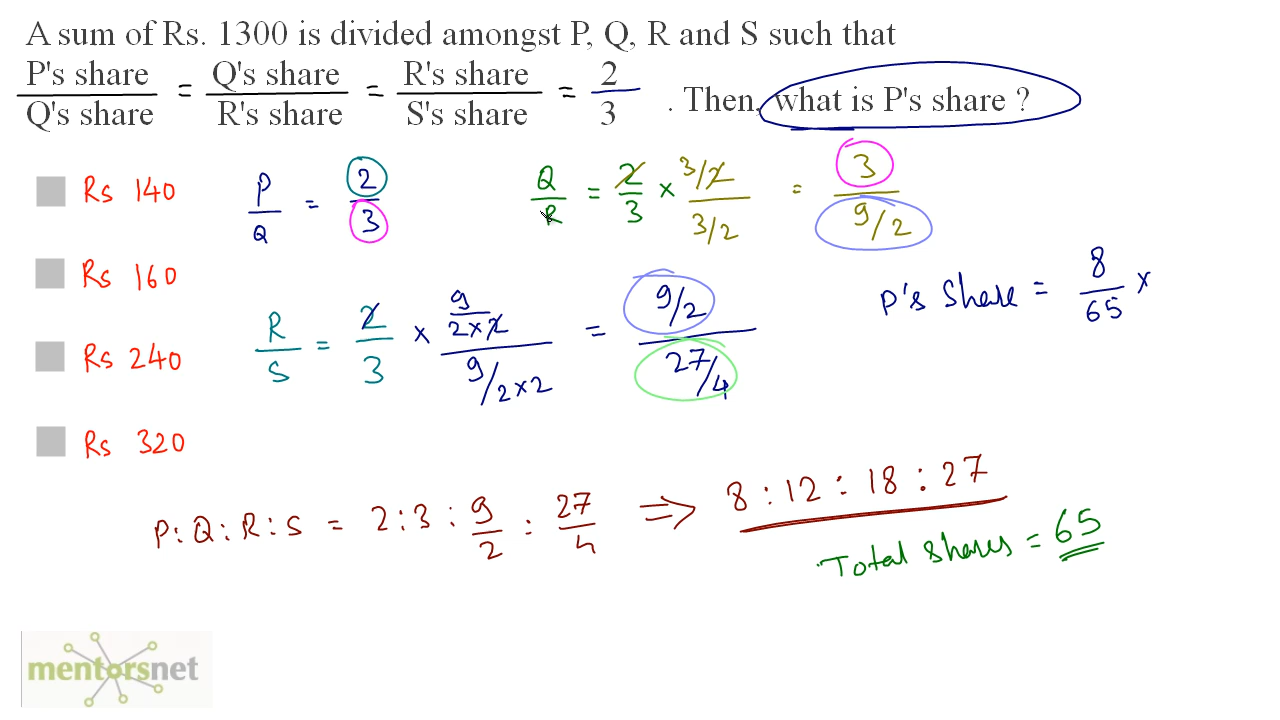 A sum of Rs. 1300 is divided amongst P, Q, R and S such that
P's share / Q's share = Q's share / R's share = R's share / S's share = 2 / 3 . Then, what is P's share ?
Rs 140
P/Q = 2/3
Q/R = 2/3 × 3/2 / 3/2 = 3 / 9/2
Rs 160
P's Share = 8/65 ×
R/S = 2/3 × 9/2×2 / 9/2×2 = 9/2 / 27/4
Rs 240
Rs 320
P:Q:R:S = 2:3:9/2:27/4 ⇒ 8:12:18:27
Total shares = 65
mentorsnet